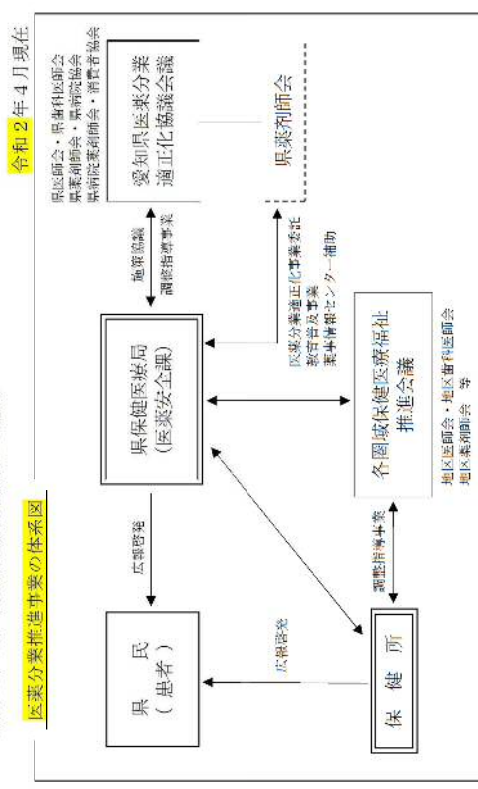 医薬分業推進事業の体系図
令和2年4月現在
県医師会・県歯科医師会
県薬剤師会・県病院協会
県病院薬剤師会・消費者協会
県　民
(患者)
広報啓発
県保健医療局
(医薬安全課)
施策協議
調整指導事業
愛知県医薬分業
適正化協議会議
広報啓発
医薬分業適正化事業委託
教育普及事業
薬事情報センター補助
県薬剤師会
保　健　所
調整指導事業
各圏域保健医療福祉
推進会議
地区医師会・地区歯科医師会
地区薬剤師会　等